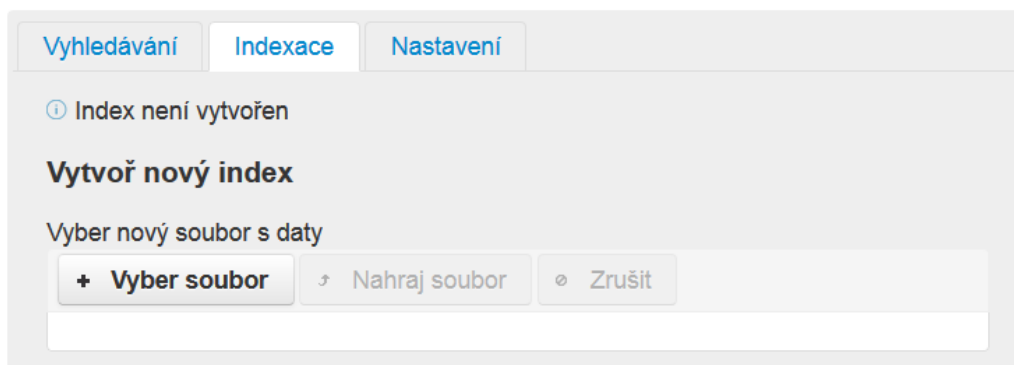 Vyhledávání Indexace Nastavení
Index není vytvořen
Vytvoř nový index
Vyber nový soubor s daty
+ Vyber soubor Nahraj soubor Zrušit